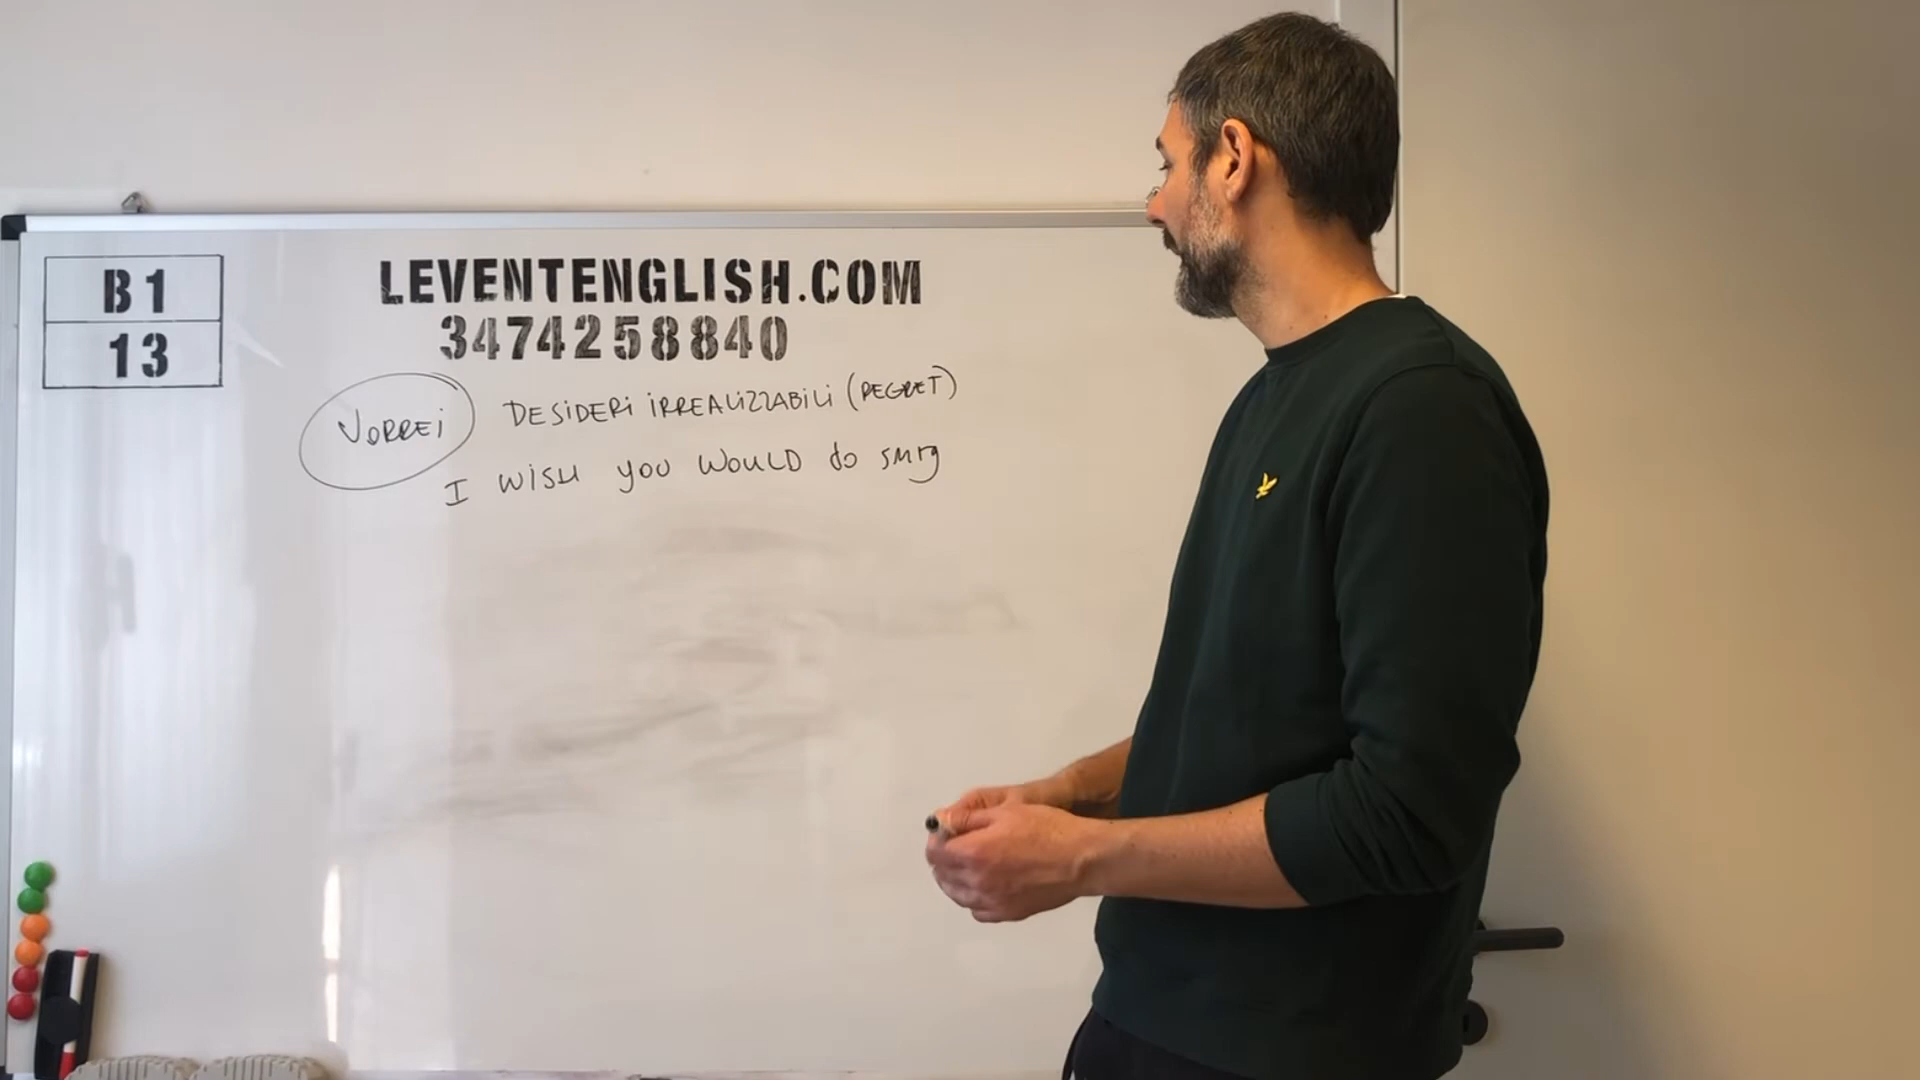 B1
13
LEVENTENGLISH.COM
3474258840
VORREi DESiDERi iRREALiZZABiLi (REGRET)
I WiSH YOU WOULD do smtg